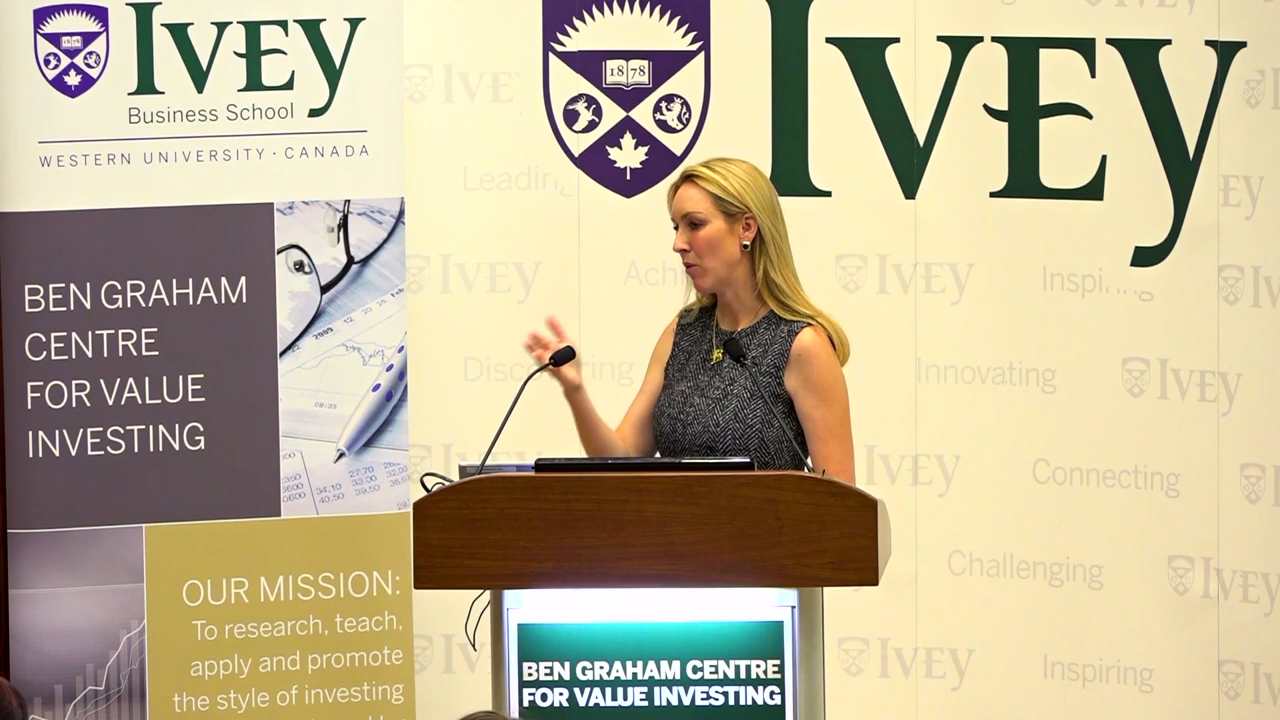 IVEY
Business School
WESTERN UNIVERSITY · CANADA
BEN GRAHAM
CENTRE
FOR VALUE
INVESTING
OUR MISSION:
To research, teach,
apply and promote
the style of investing
1878
IVEY
IVEY
Leading
IVEY
IVEY
Inspi
IVEY
Discovering
Innovating
IVEY
IVEY
Connecting
Challenging
IVEY
IVEY
Inspiring
BEN GRAHAM CENTRE
FOR VALUE INVESTING